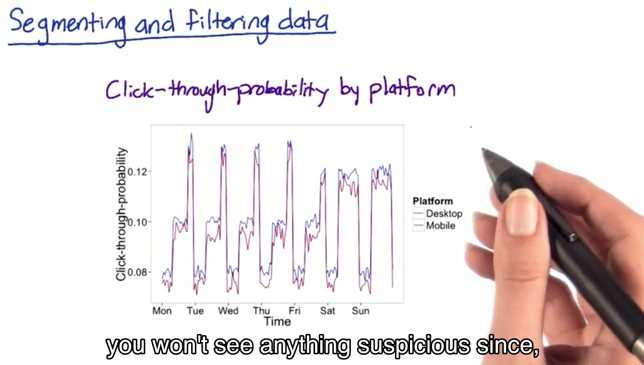 Segmenting and filtering data
Click-through-probability by platform
Click-through-probability
0.12
0.10
0.08
Platform
Desktop
Mobile
Mon Tue Wed Thu Fri Sat Sun
Time
you won't see anything suspicious since,